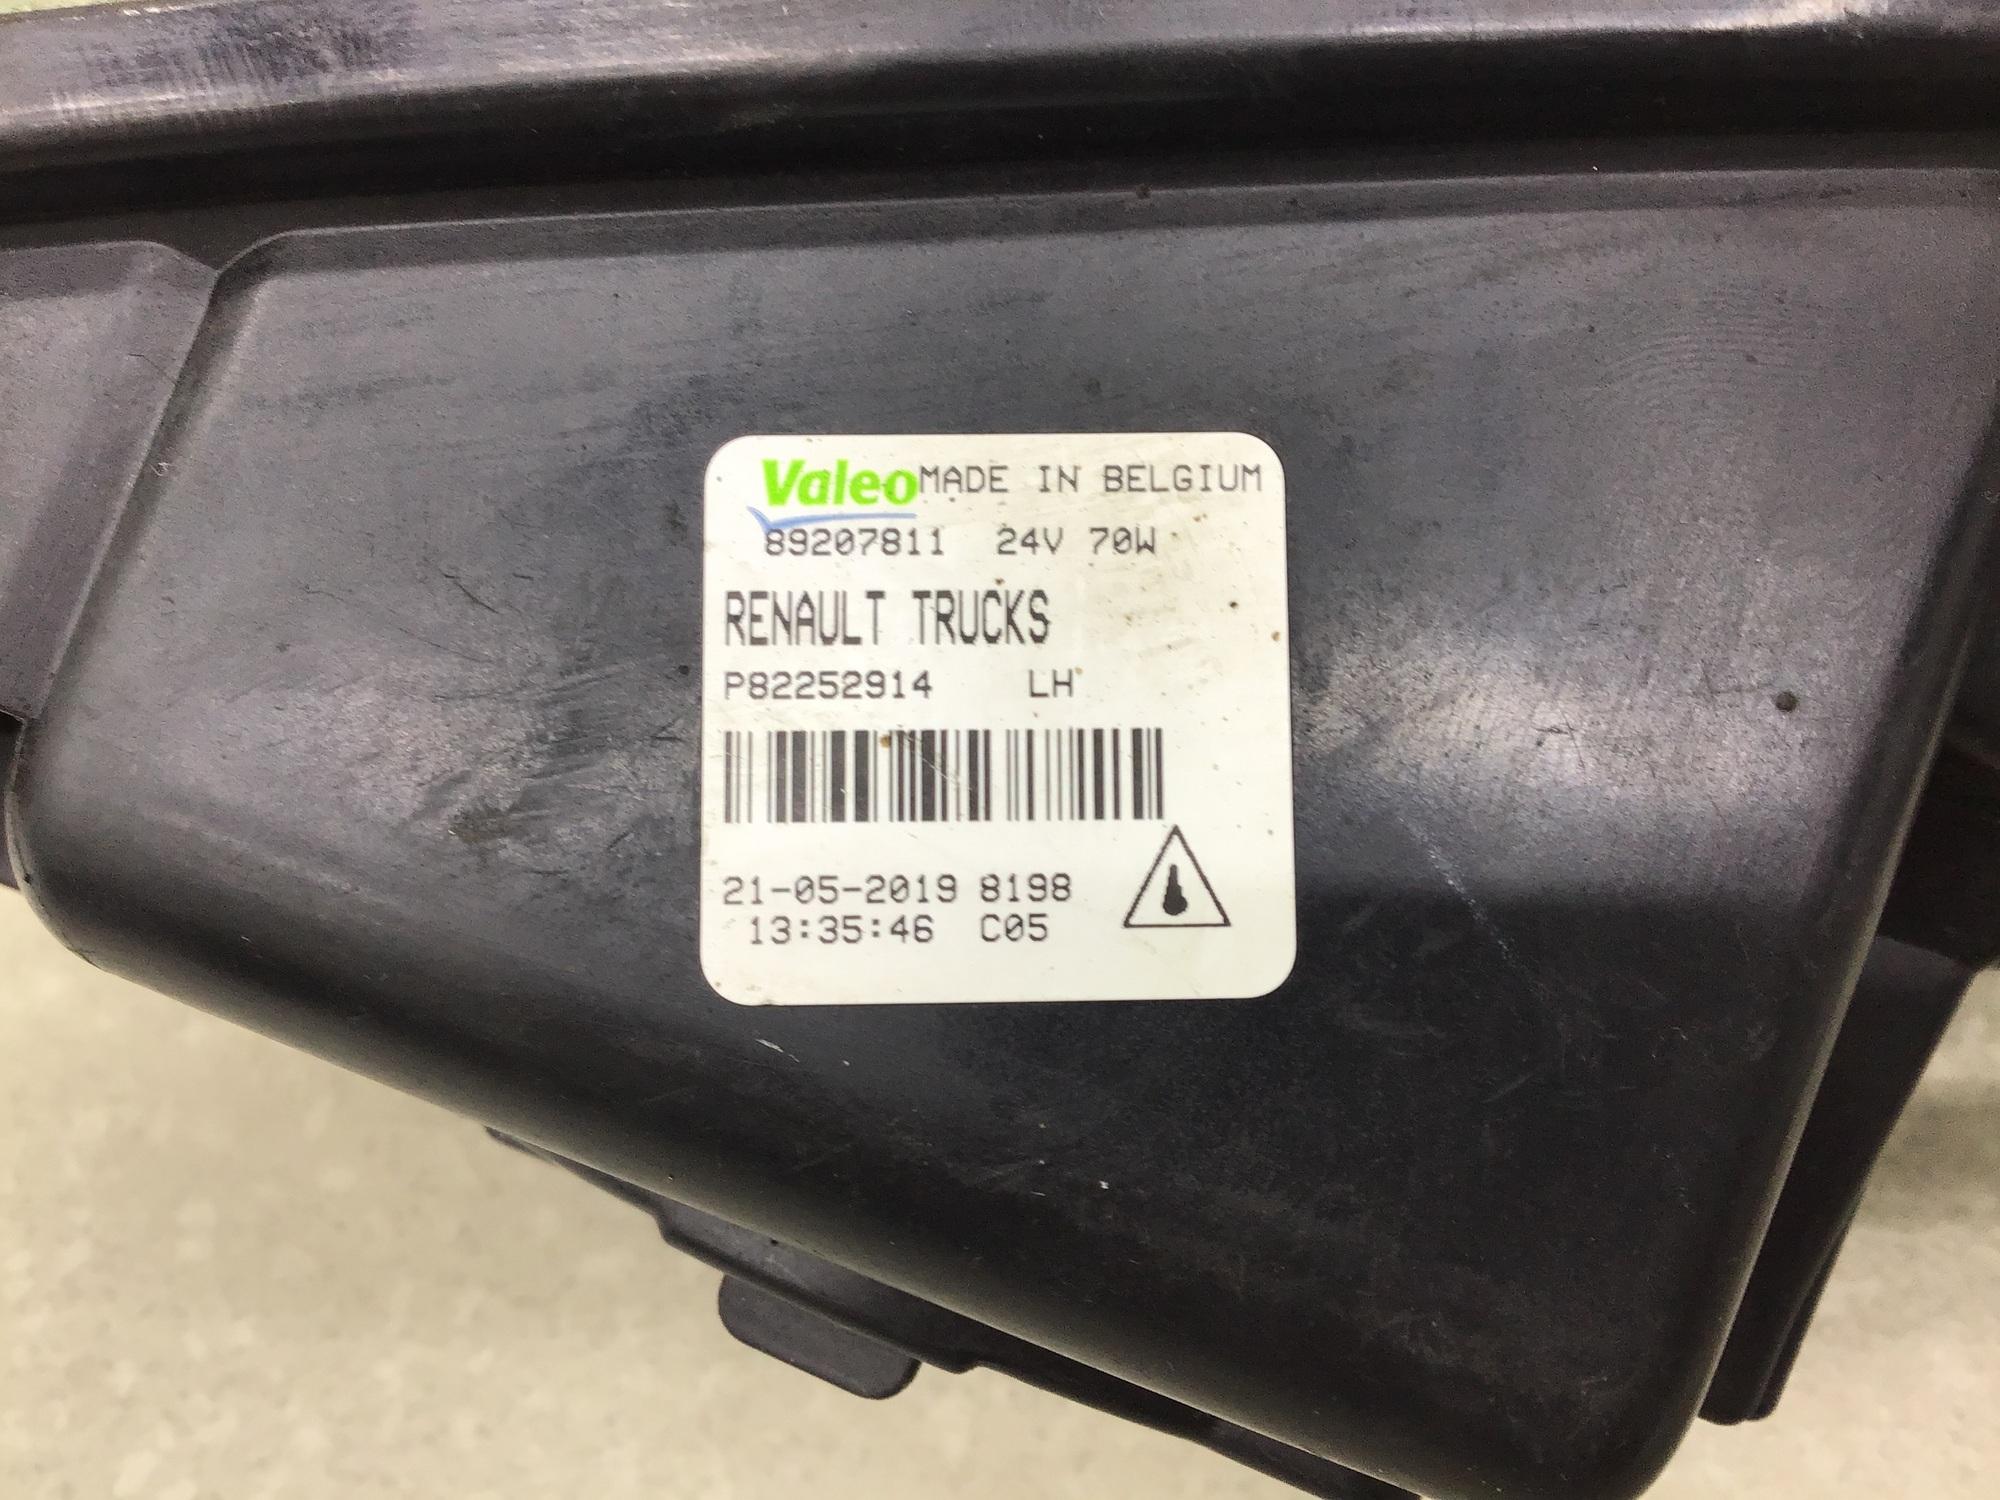 Valeo MADE IN BELGIUM
89207811 24V 70W
RENAULT TRUCKS
P82252914 LH
21-05-2019 8198
13:35:46 C05